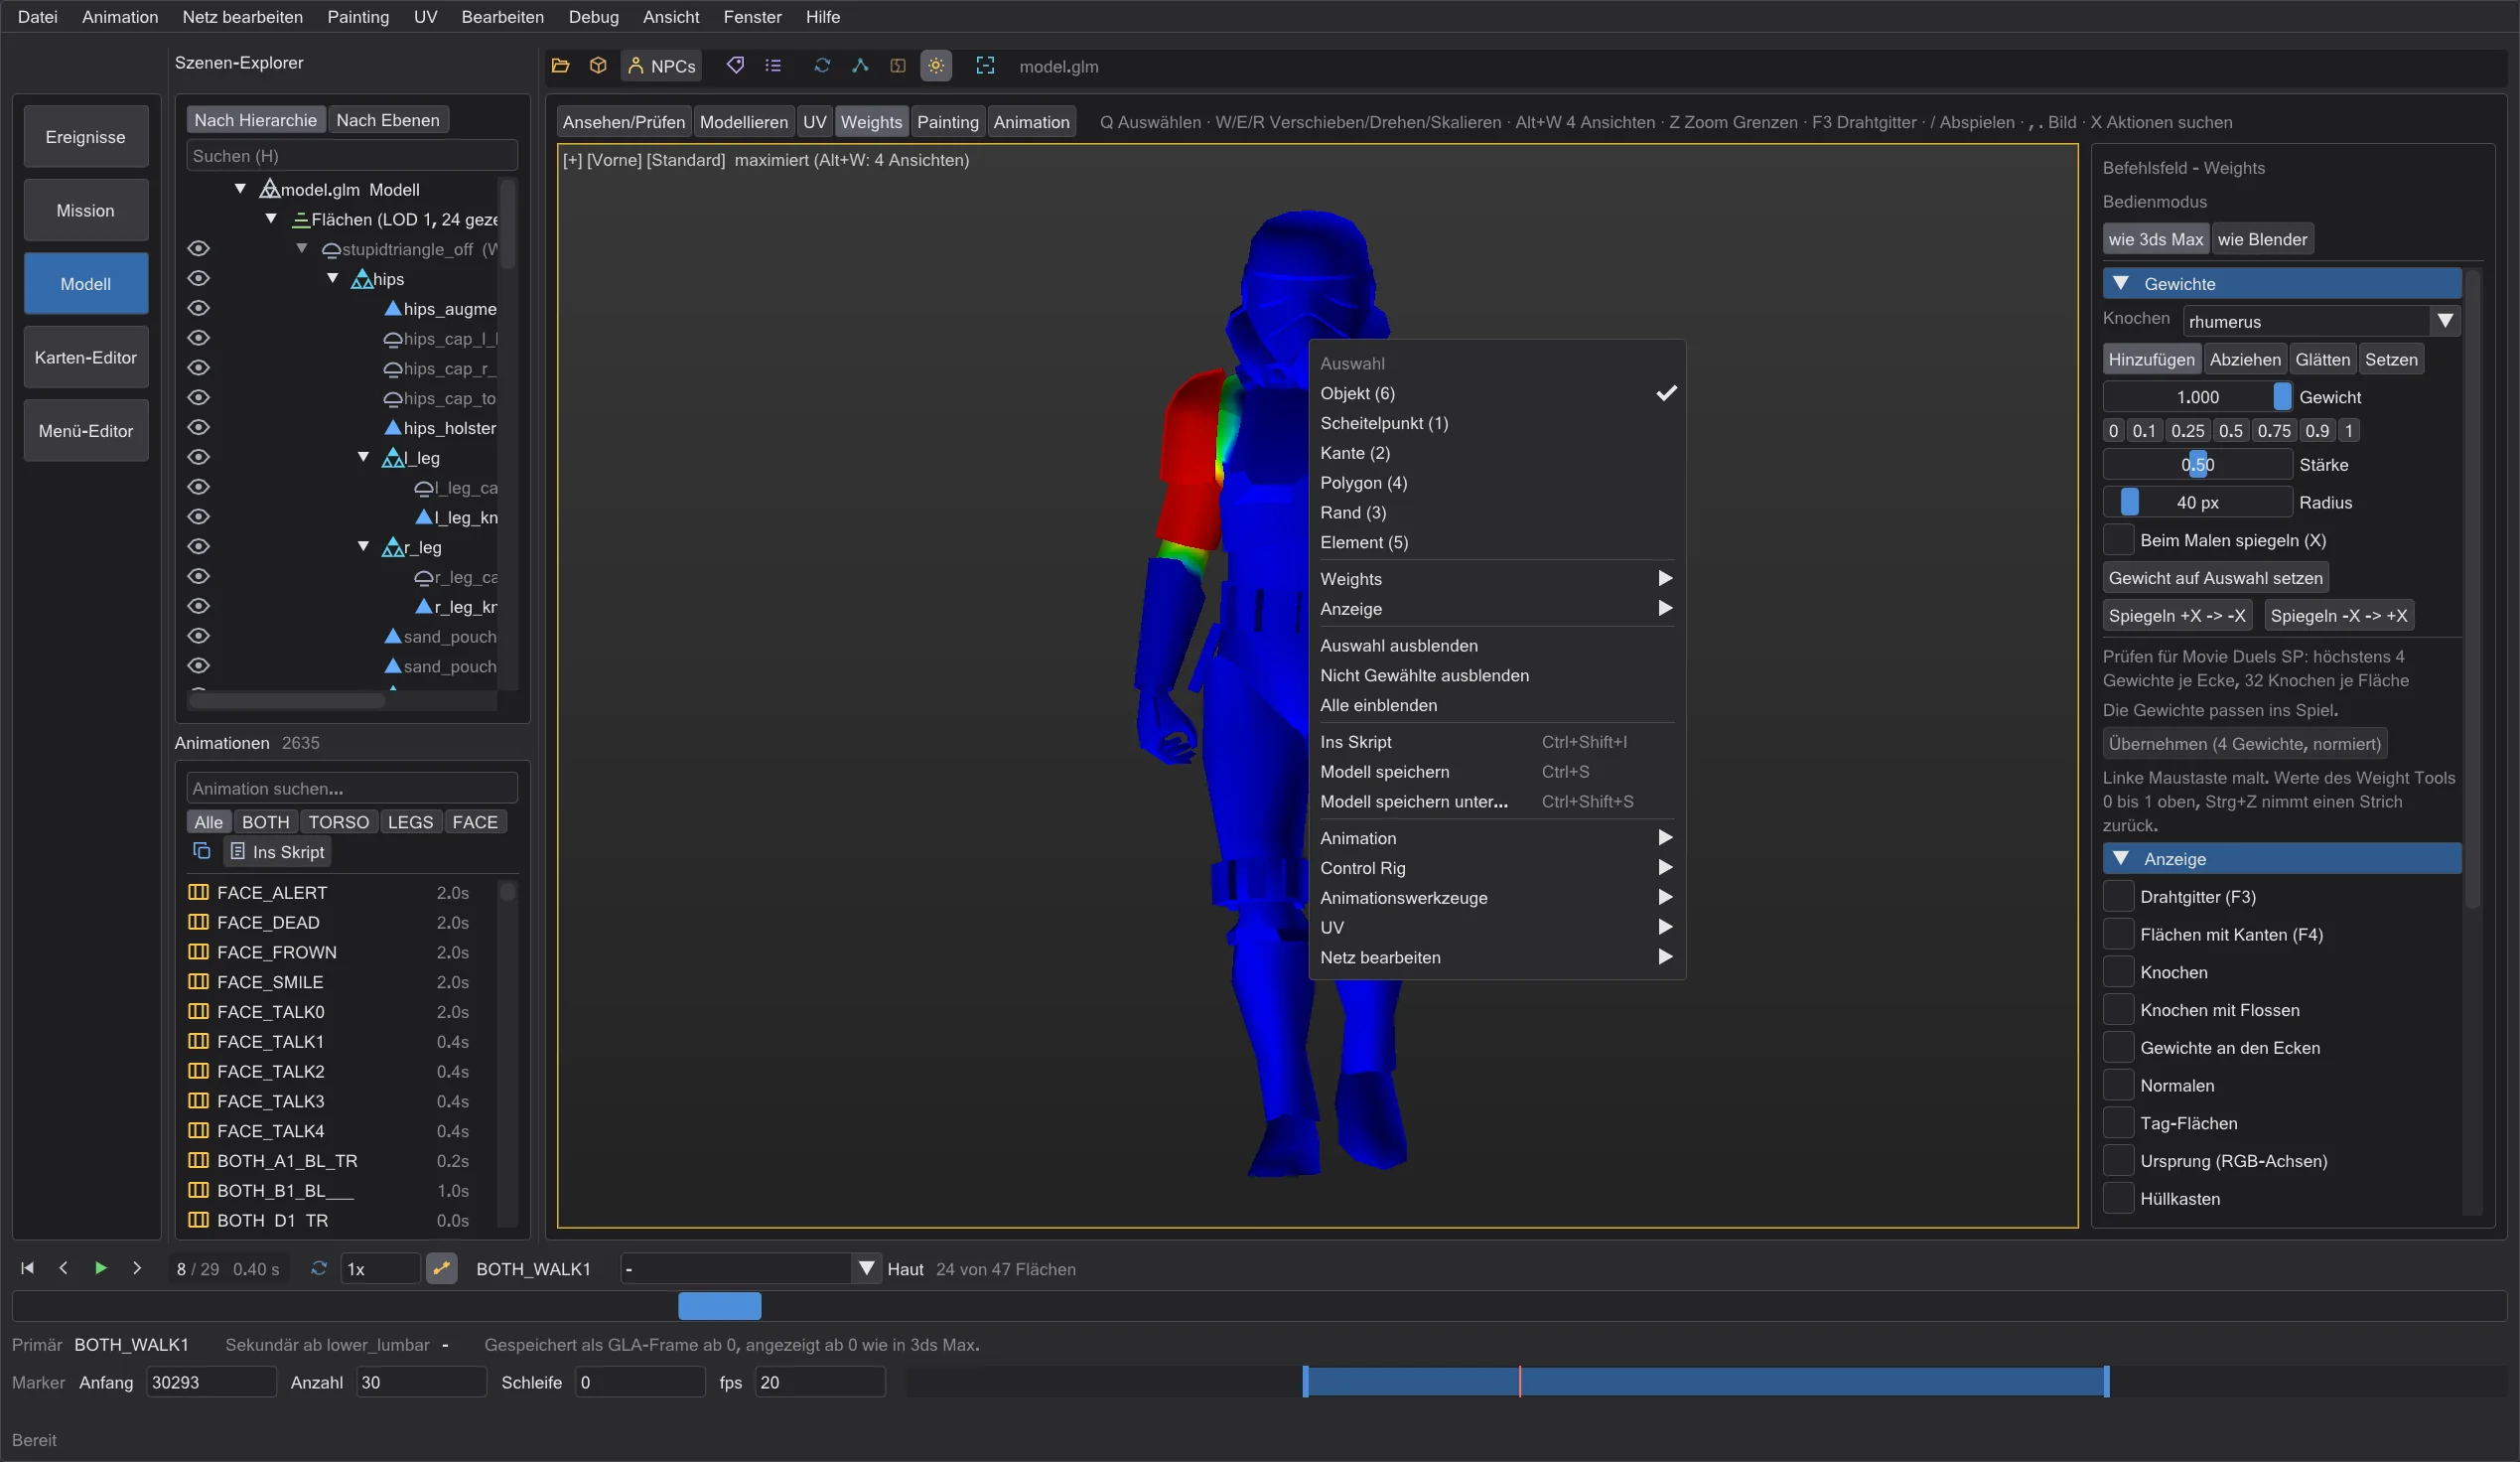 Datei Animation Netz bearbeiten Painting UV Bearbeiten Debug Ansicht Fenster Hilfe
Szenen-Explorer
NPCs
model.glm
Ereignisse
Mission
Modell
Karten-Editor
Menü-Editor
Nach Hierarchie Nach Ebenen
Suchen (H)
model.glm Modell
Flächen (LOD 1, 24 geze
stupidtriangle_off (W
hips
hips_augme
hips_cap_l_l
hips_cap_r_
hips_cap_to
hips_holster
l_leg
l_leg_ca
l_leg_kn
r_leg
r_leg_ca
r_leg_kn
sand_pouch
sand_pouch
Animationen 2635
Animation suchen...
Alle BOTH TORSO LEGS FACE
Ins Skript
FACE_ALERT 2.0s
FACE_DEAD 2.0s
FACE_FROWN 2.0s
FACE_SMILE 2.0s
FACE_TALK0 2.0s
FACE_TALK1 0.4s
FACE_TALK2 0.4s
FACE_TALK3 0.4s
FACE_TALK4 0.4s
BOTH_A1_BL_TR 0.2s
BOTH_B1_BL___ 1.0s
BOTH_D1_TR 0.0s
Ansehen/Prüfen Modellieren UV Weights Painting Animation Q Auswählen · W/E/R Verschieben/Drehen/Skalieren · Alt+W 4 Ansichten · Z Zoom Grenzen · F3 Drahtgitter · / Abspielen · , . Bild · X Aktionen suchen
[+] [Vorne] [Standard] maximiert (Alt+W: 4 Ansichten)
Auswahl
Objekt (6)
Scheitelpunkt (1)
Kante (2)
Polygon (4)
Rand (3)
Element (5)
Weights
Anzeige
Auswahl ausblenden
Nicht Gewählte ausblenden
Alle einblenden
Ins Skript Ctrl+Shift+I
Modell speichern Ctrl+S
Modell speichern unter... Ctrl+Shift+S
Animation
Control Rig
Animationswerkzeuge
UV
Netz bearbeiten
Befehlsfeld - Weights
Bedienmodus
wie 3ds Max wie Blender
Gewichte
Knochen rhumerus
Hinzufügen Abziehen Glätten Setzen
1.000 Gewicht
0 0.1 0.25 0.5 0.75 0.9 1
0.50 Stärke
40 px Radius
Beim Malen spiegeln (X)
Gewicht auf Auswahl setzen
Spiegeln +X -> -X Spiegeln -X -> +X
Prüfen für Movie Duels SP: höchstens 4
Gewichte je Ecke, 32 Knochen je Fläche
Die Gewichte passen ins Spiel.
Übernehmen (4 Gewichte, normiert)
Linke Maustaste malt. Werte des Weight Tools
0 bis 1 oben, Strg+Z nimmt einen Strich
zurück.
Anzeige
Drahtgitter (F3)
Flächen mit Kanten (F4)
Knochen
Knochen mit Flossen
Gewichte an den Ecken
Normalen
Tag-Flächen
Ursprung (RGB-Achsen)
Hüllkasten
8 / 29 0.40 s 1x BOTH_WALK1 - Haut 24 von 47 Flächen
Primär BOTH_WALK1 Sekundär ab lower_lumbar - Gespeichert als GLA-Frame ab 0, angezeigt ab 0 wie in 3ds Max.
Marker Anfang 30293 Anzahl 30 Schleife 0 fps 20
Bereit